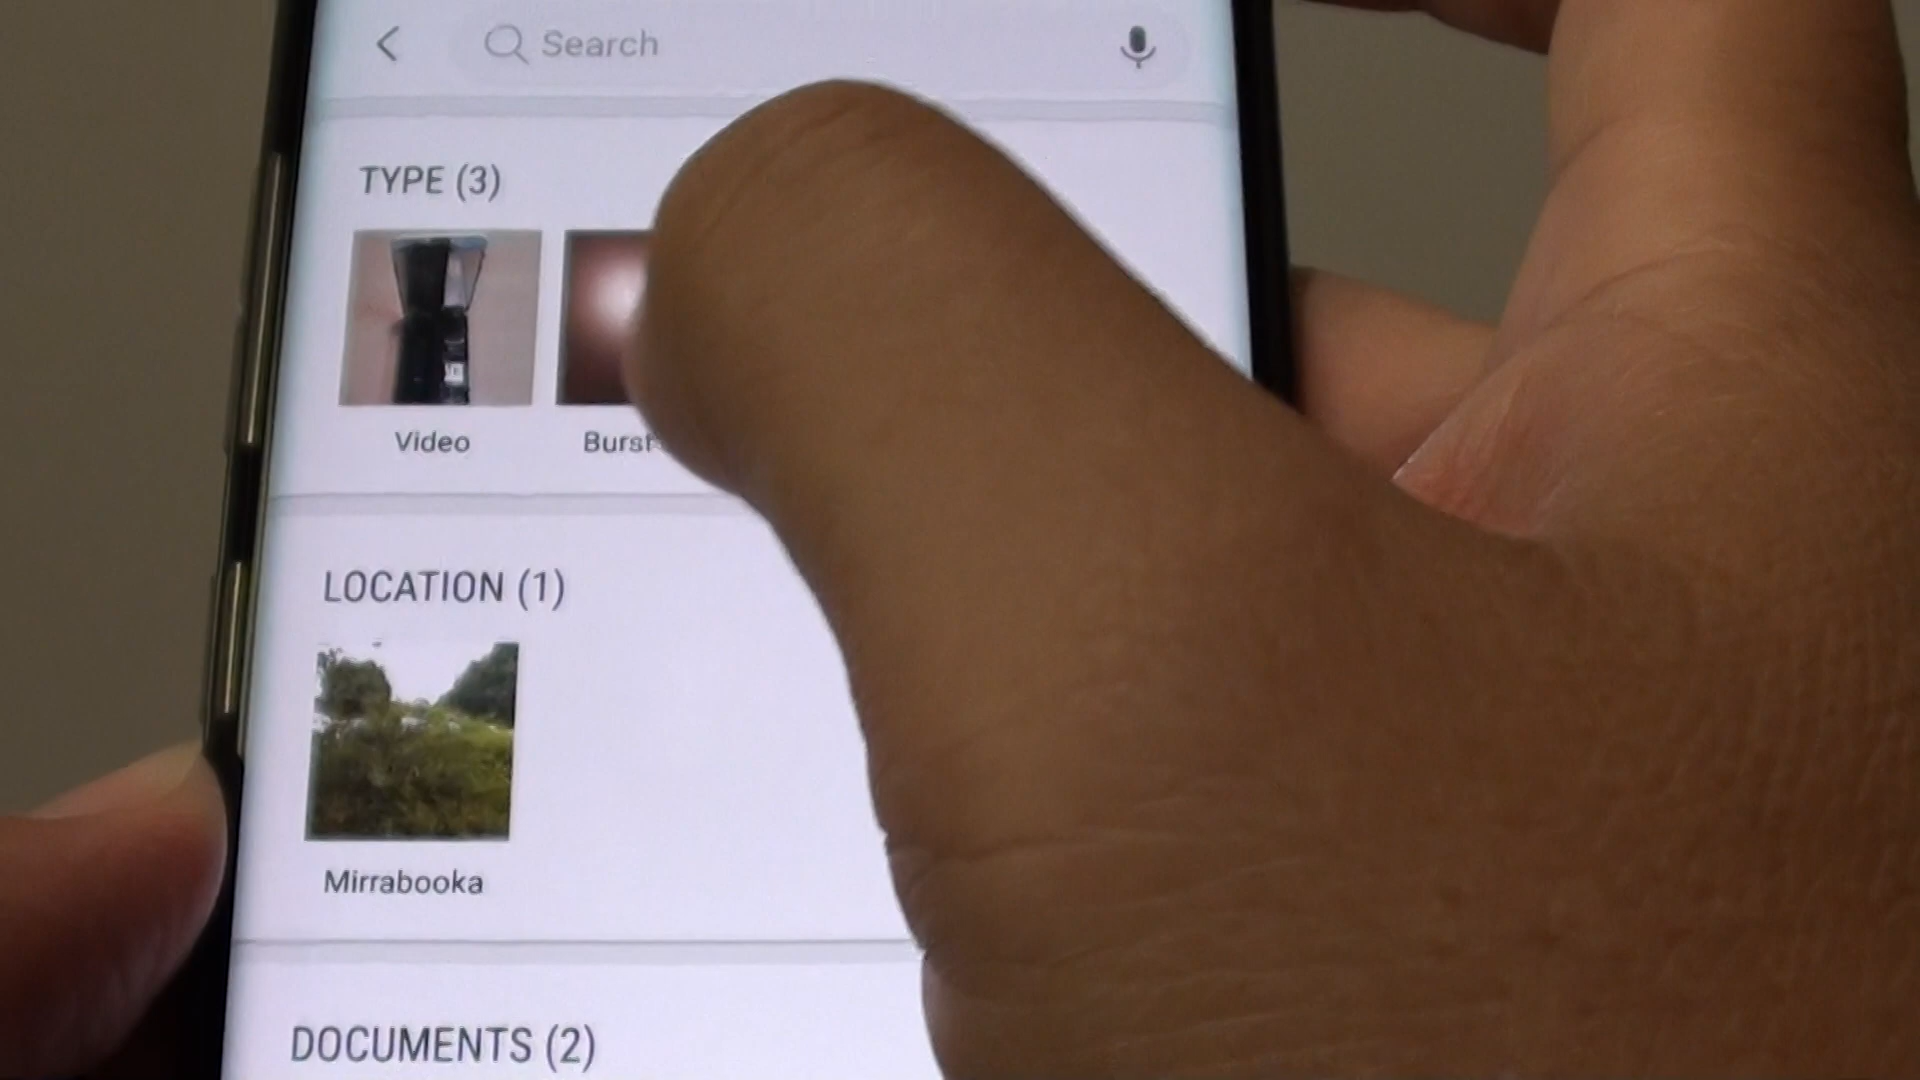 Search
TYPE (3)
Video
Burst
LOCATION (1)
Mirrabooka
DOCUMENTS (2)